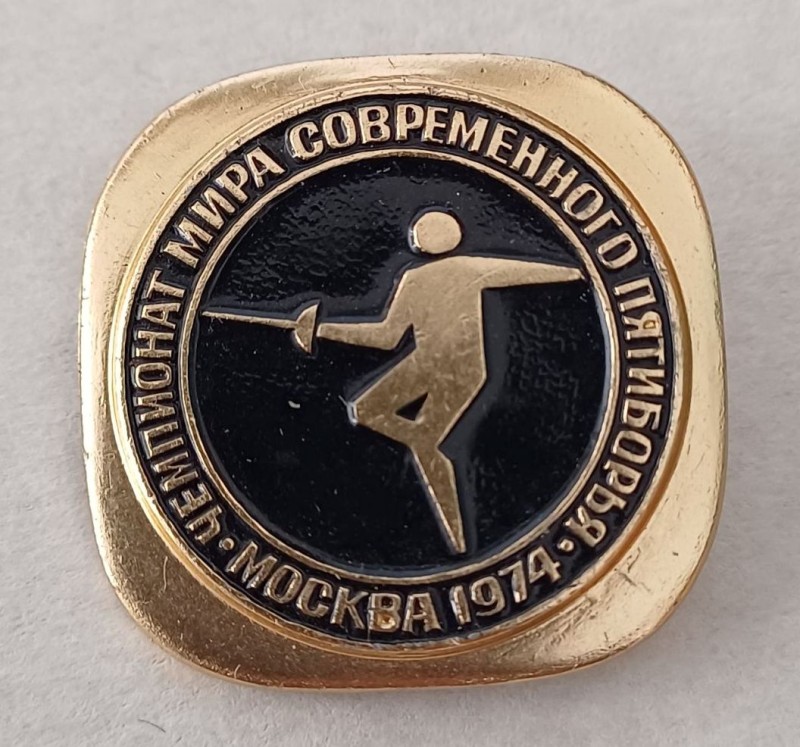 ЧЕМПИОНАТ МИРА СОВРЕМЕННОГО ПЯТИБОРЬЯ
• МОСКВА 1974 •